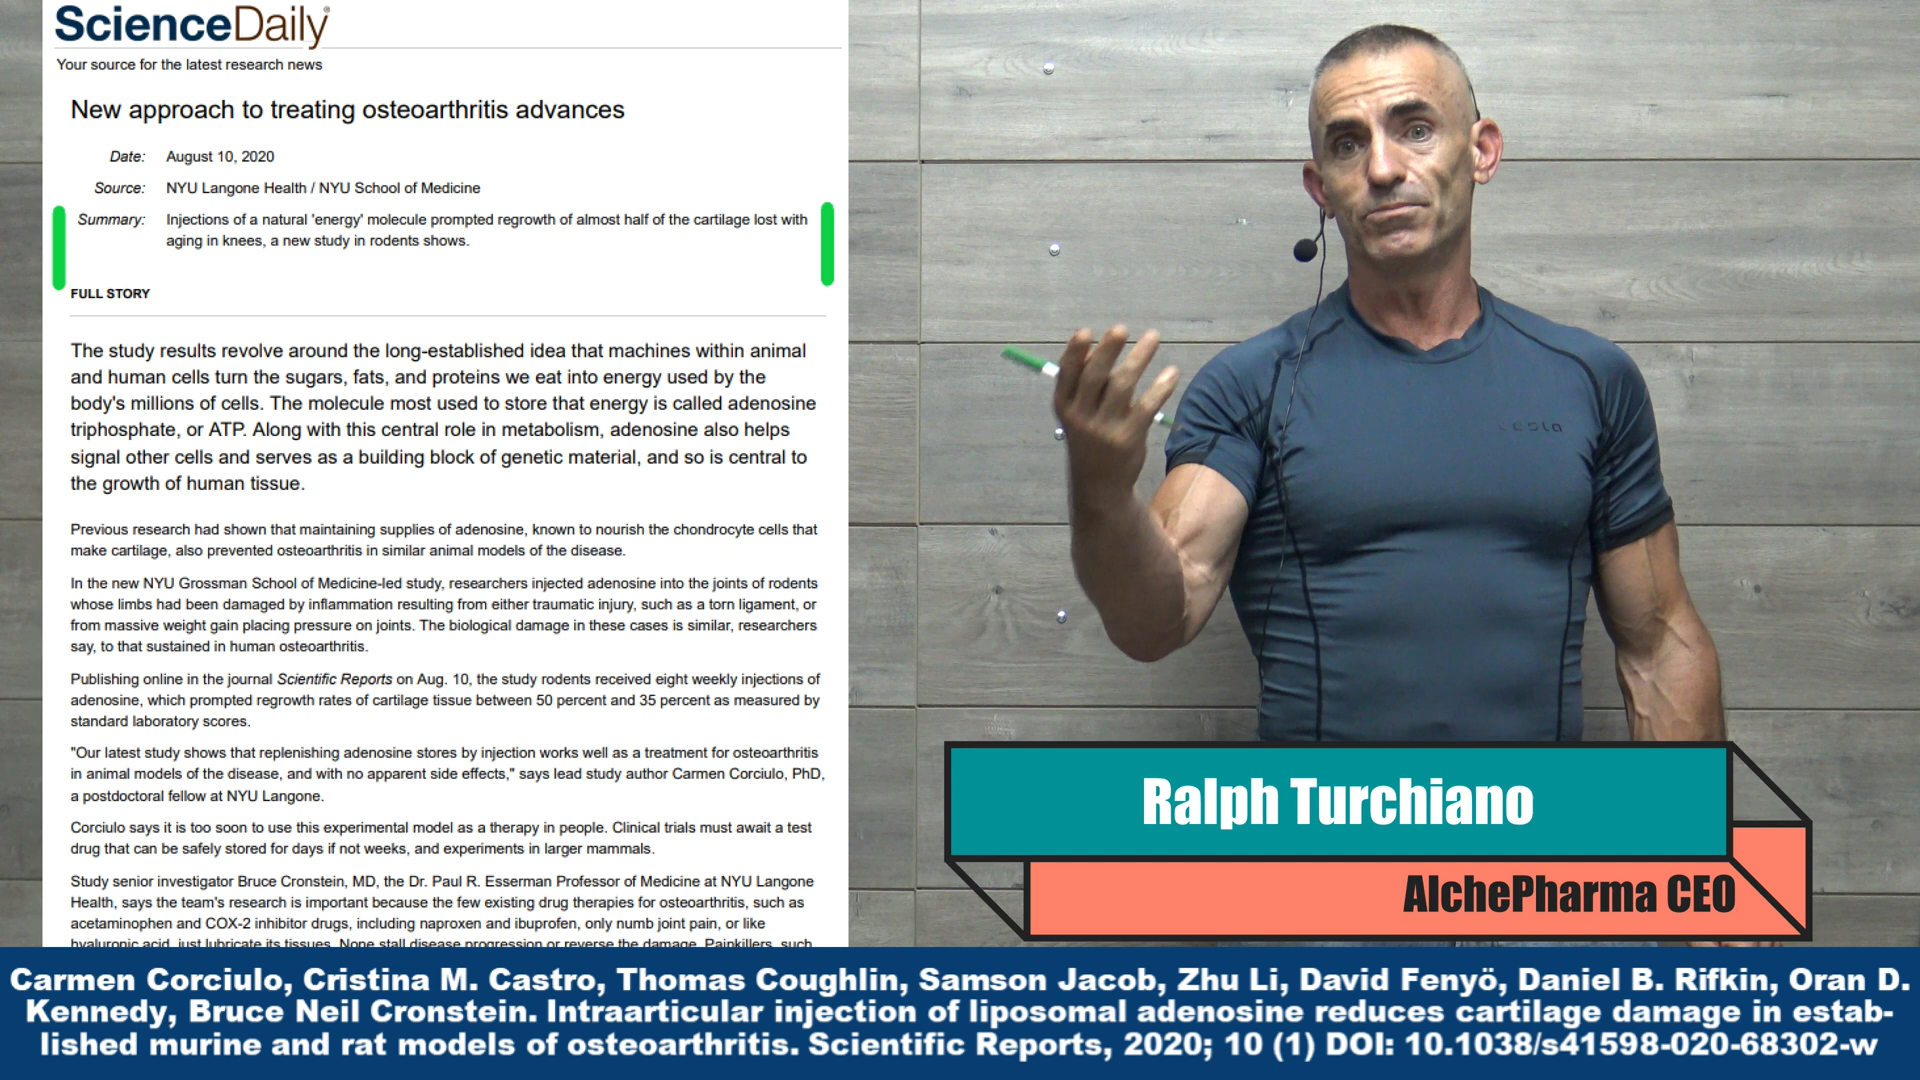 ScienceDaily
Your source for the latest research news
New approach to treating osteoarthritis advances
Date: August 10, 2020
Source: NYU Langone Health / NYU School of Medicine
Summary: Injections of a natural 'energy' molecule prompted regrowth of almost half of the cartilage lost with
aging in knees, a new study in rodents shows.
FULL STORY
The study results revolve around the long-established idea that machines within animal
and human cells turn the sugars, fats, and proteins we eat into energy used by the
body's millions of cells. The molecule most used to store that energy is called adenosine
triphosphate, or ATP. Along with this central role in metabolism, adenosine also helps
signal other cells and serves as a building block of genetic material, and so is central to
the growth of human tissue.
Previous research had shown that maintaining supplies of adenosine, known to nourish the chondrocyte cells that
make cartilage, also prevented osteoarthritis in similar animal models of the disease.
In the new NYU Grossman School of Medicine-led study, researchers injected adenosine into the joints of rodents
whose limbs had been damaged by inflammation resulting from either traumatic injury, such as a torn ligament, or
from massive weight gain placing pressure on joints. The biological damage in these cases is similar, researchers
say, to that sustained in human osteoarthritis.
Publishing online in the journal Scientific Reports on Aug. 10, the study rodents received eight weekly injections of
adenosine, which prompted regrowth rates of cartilage tissue between 50 percent and 35 percent as measured by
standard laboratory scores.
"Our latest study shows that replenishing adenosine stores by injection works well as a treatment for osteoarthritis
in animal models of the disease, and with no apparent side effects," says lead study author Carmen Corciulo, PhD,
a postdoctoral fellow at NYU Langone.
Corciulo says it is too soon to use this experimental model as a therapy in people. Clinical trials must await a test
drug that can be safely stored for days if not weeks, and experiments in larger mammals.
Study senior investigator Bruce Cronstein, MD, the Dr. Paul R. Esserman Professor of Medicine at NYU Langone
Health, says the team's research is important because the few existing drug therapies for osteoarthritis, such as
acetaminophen and COX-2 inhibitor drugs, including naproxen and ibuprofen, only numb joint pain, or like
hyaluronic acid, just lubricate its tissues. None stall disease progression or reverse the damage. Painkillers, such
Ralph Turchiano
AlchePharma CEO
Carmen Corciulo, Cristina M. Castro, Thomas Coughlin, Samson Jacob, Zhu Li, David Fenyö, Daniel B. Rifkin, Oran D.
Kennedy, Bruce Neil Cronstein. Intraarticular injection of liposomal adenosine reduces cartilage damage in estab-
lished murine and rat models of osteoarthritis. Scientific Reports, 2020; 10 (1) DOI: 10.1038/s41598-020-68302-w